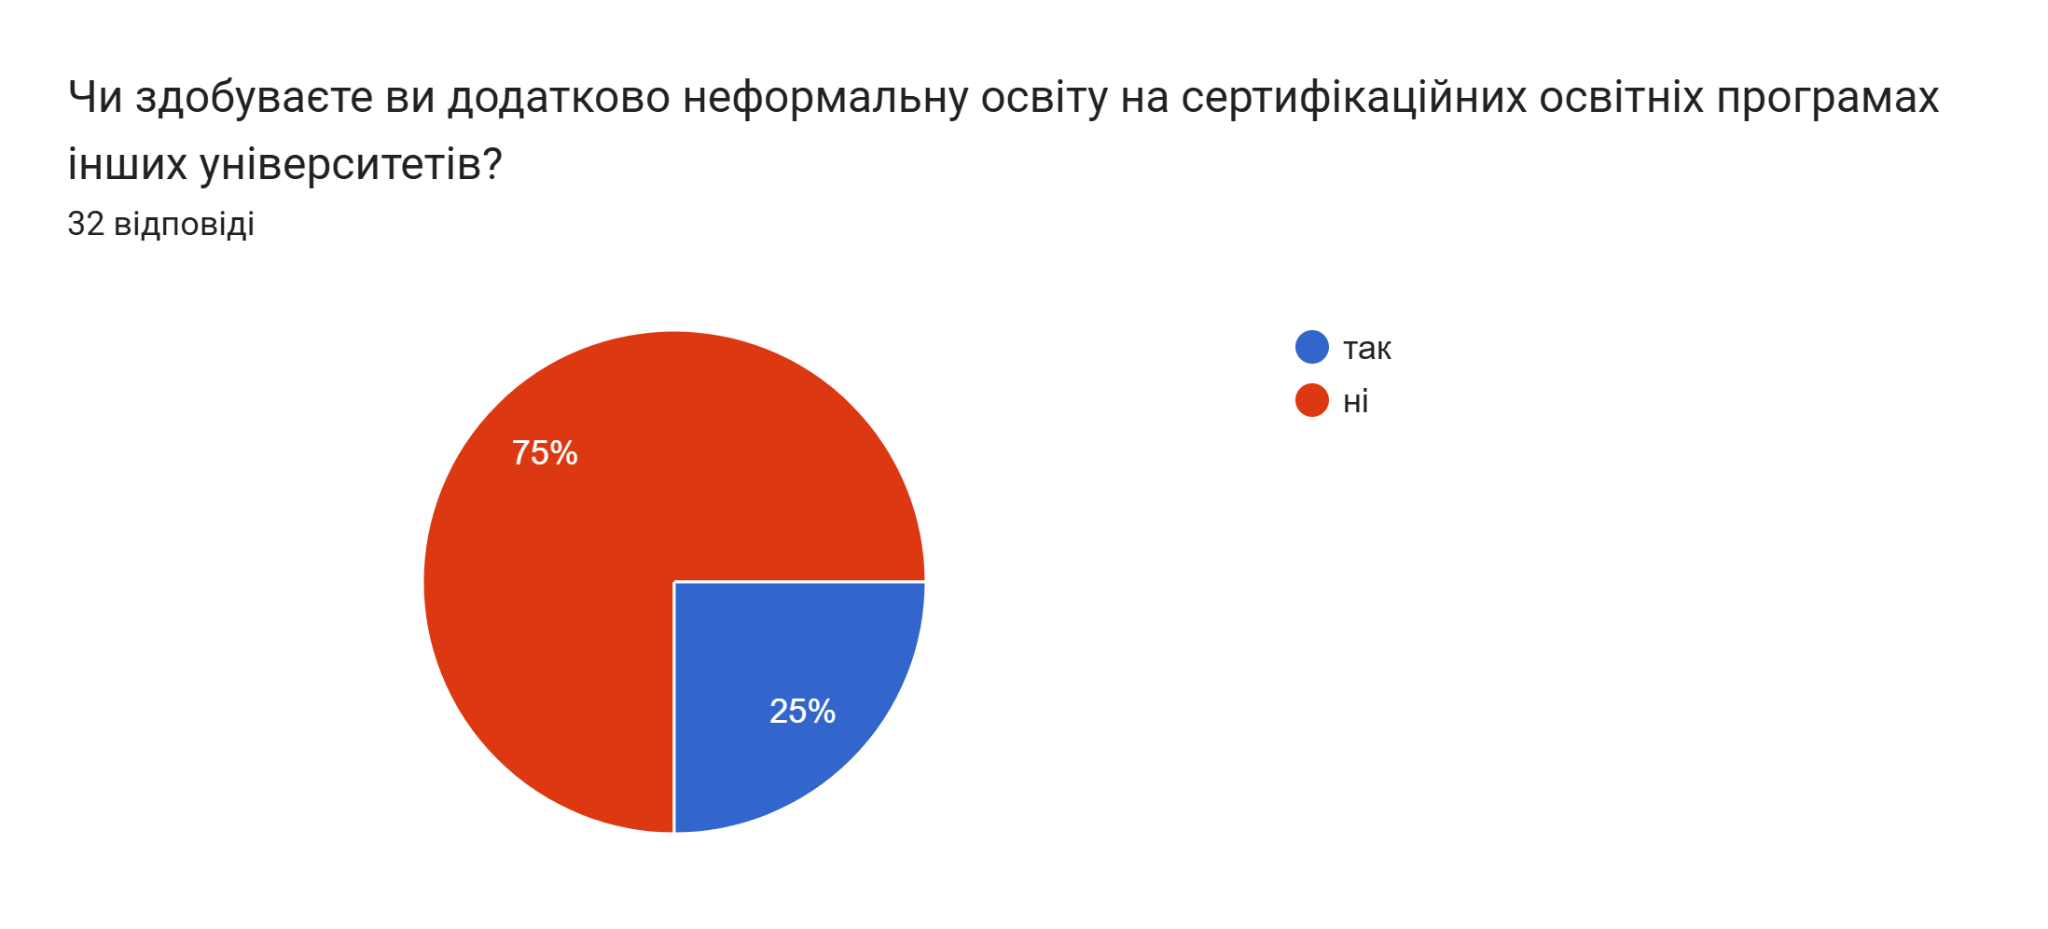 Чи здобуваєте ви додатково неформальну освіту на сертифікаційних освітніх програмах
інших університетів?
32 відповіді
так
ні
75%
25%